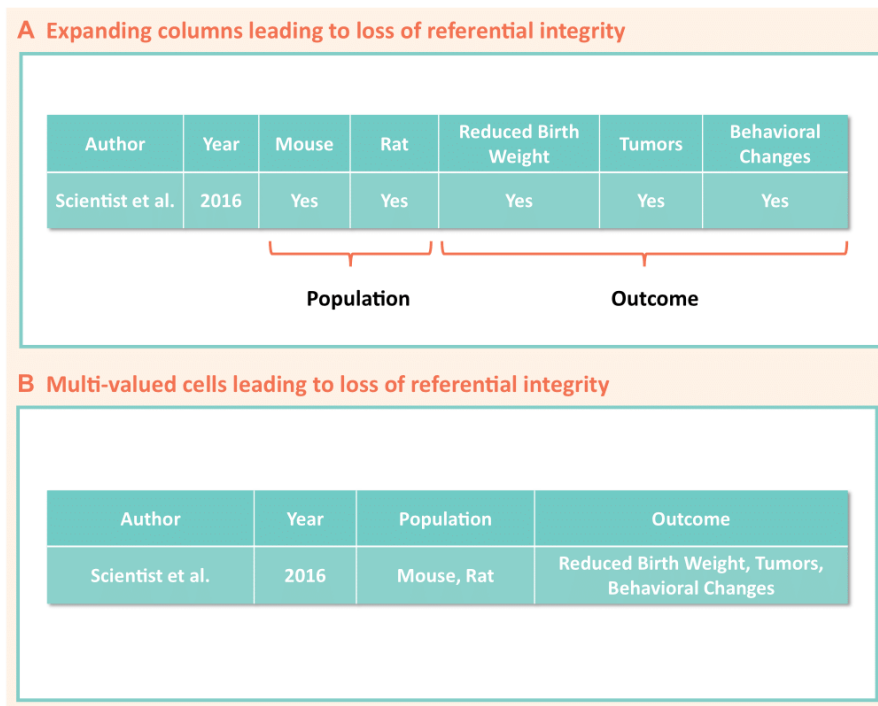 A Expanding columns leading to loss of referential integrity
Author Year Mouse Rat Reduced Birth Weight Tumors Behavioral Changes
Scientist et al. 2016 Yes Yes Yes Yes Yes
Population Outcome
B Multi-valued cells leading to loss of referential integrity
Author Year Population Outcome
Scientist et al. 2016 Mouse, Rat Reduced Birth Weight, Tumors,
Behavioral Changes